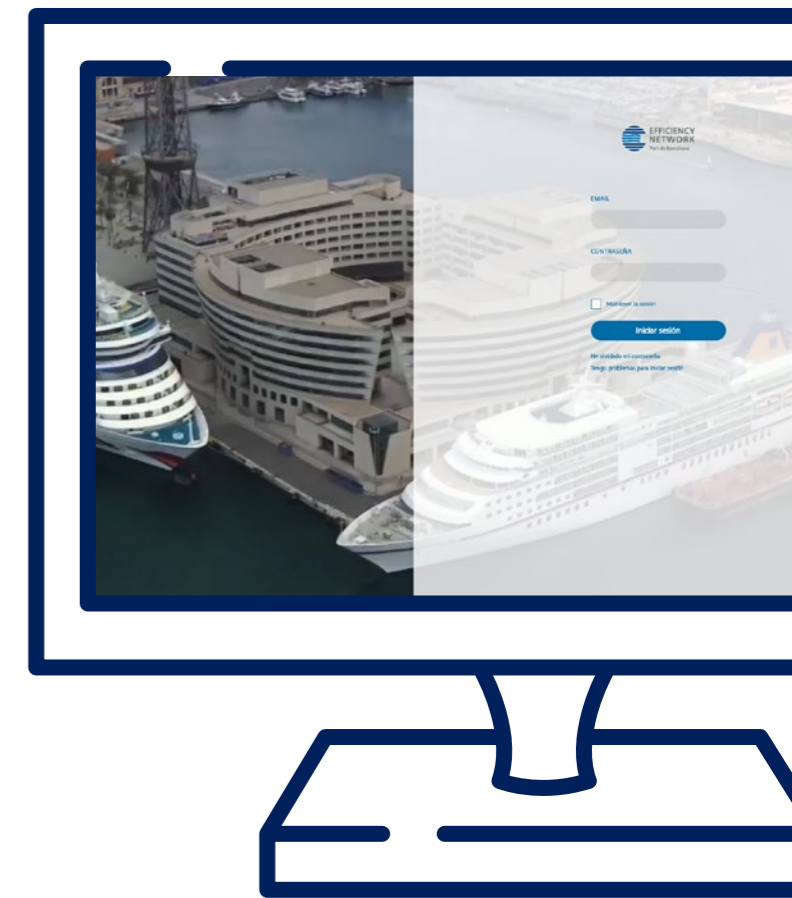 EFFICIENCY
NETWORK
Port de Barcelona
EMAIL
CONTRASEÑA
Mantener la sesión
Iniciar sesión
He olvidado mi contraseña
Tengo problemas para iniciar sesión